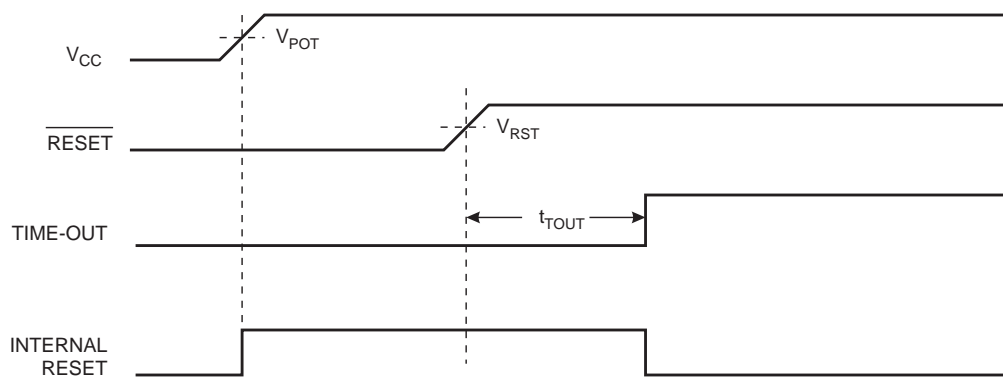 V_CC
V_POT
RESET
V_RST
TIME-OUT
t_TOUT
INTERNAL
RESET